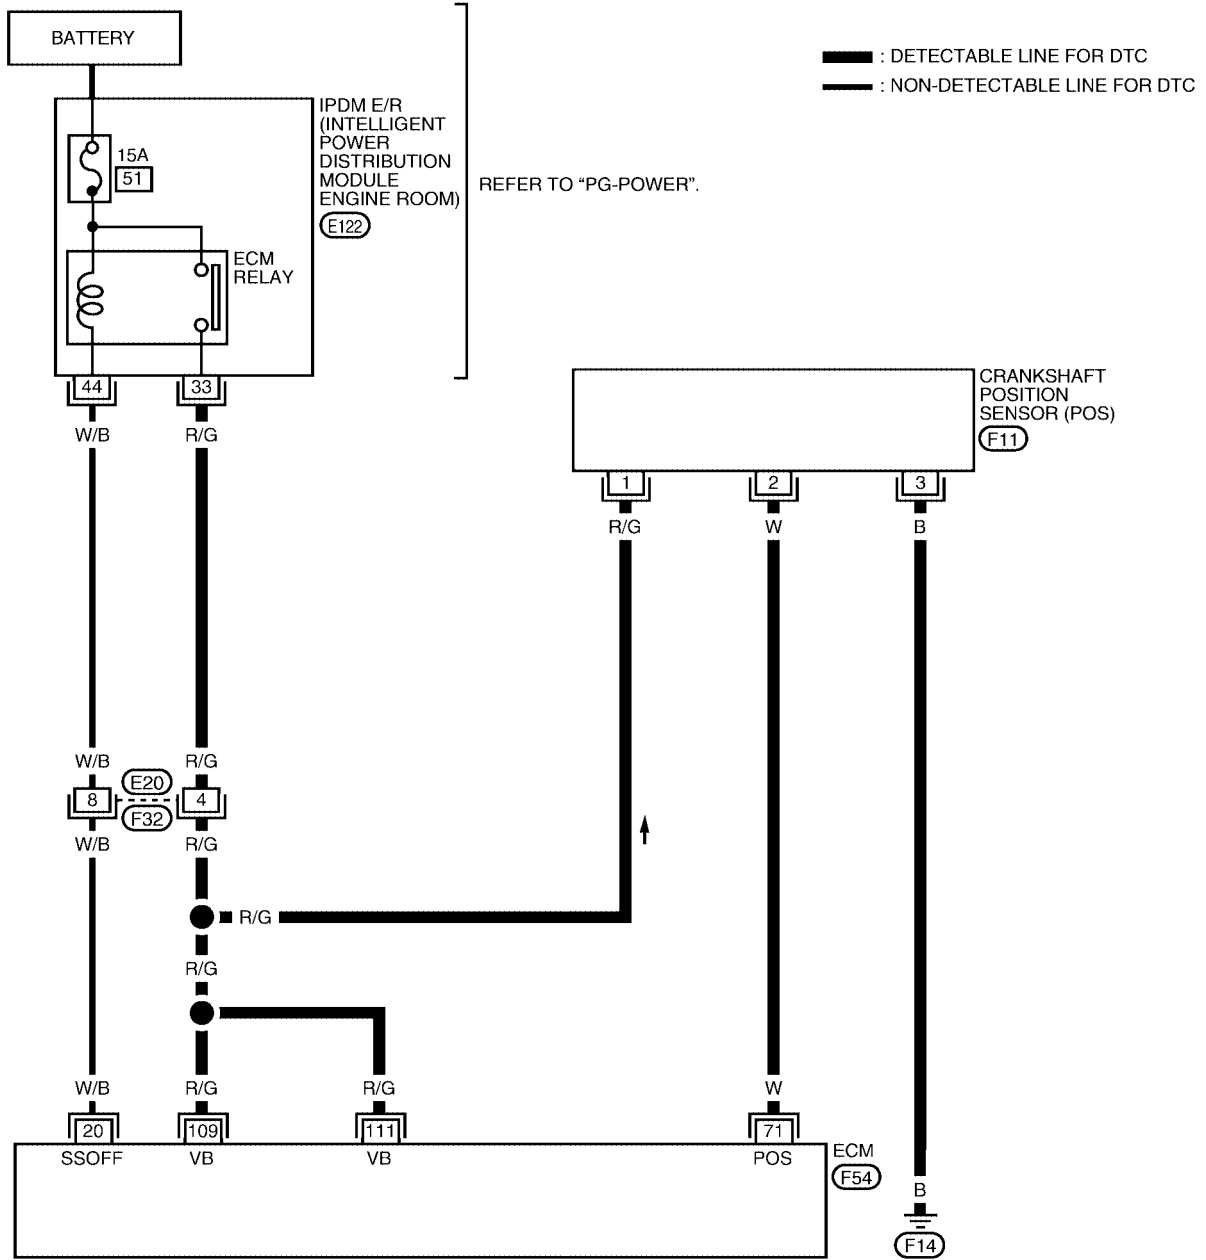 BATTERY
: DETECTABLE LINE FOR DTC
: NON-DETECTABLE LINE FOR DTC
IPDM E/R
(INTELLIGENT
POWER
DISTRIBUTION
MODULE
ENGINE ROOM)
E122
REFER TO “PG-POWER”.
15A
51
ECM
RELAY
44
33
W/B
R/G
CRANKSHAFT
POSITION
SENSOR (POS)
F11
1
2
3
R/G
W
B
W/B
R/G
8
E20
F32
4
W/B
R/G
R/G
R/G
W/B
R/G
R/G
W
20
109
111
71
SSOFF
VB
VB
POS
ECM
F54
B
F14